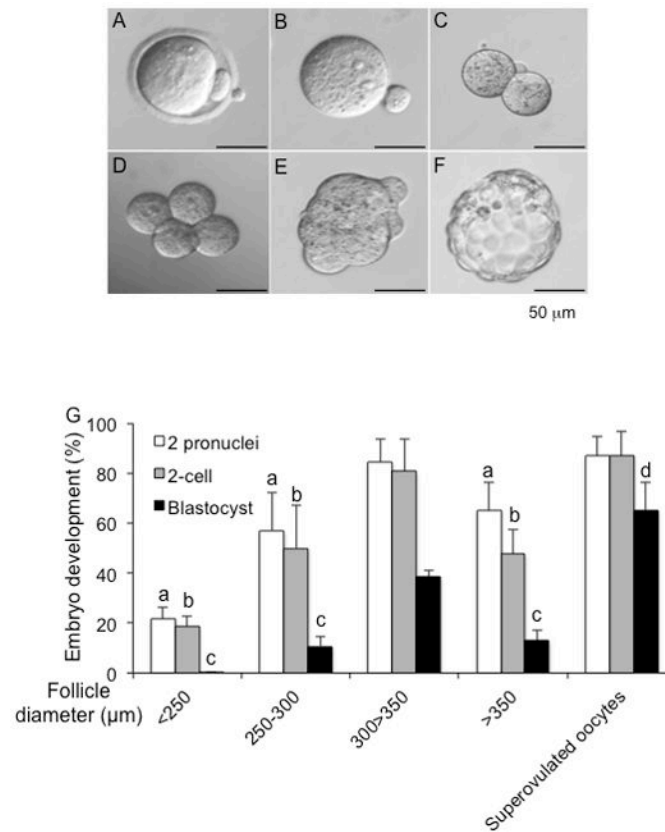 A B C
D E F
50 µm
G
Embryo development (%)
100
80
60
40
20
0
2 pronuclei
2-cell
Blastocyst
a b c
a b c
a b c
d
Follicle
diameter (µm)
<250
250-300
300>350
>350
Superovulated oocytes